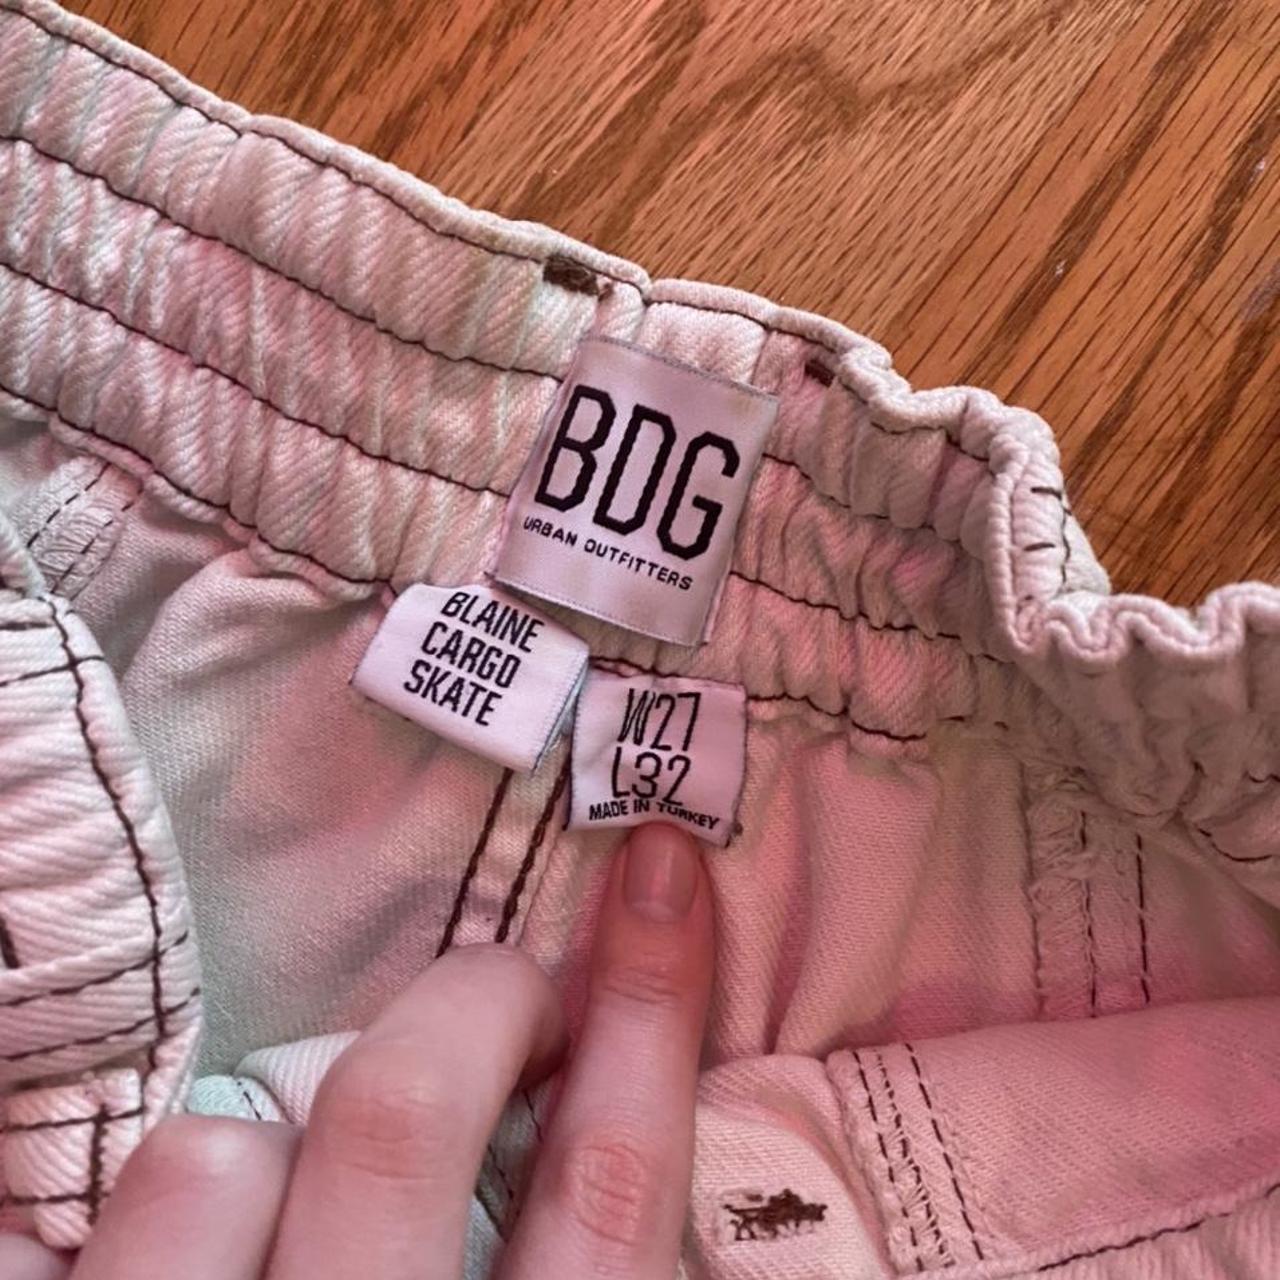 BDG
URBAN OUTFITTERS
BLAINE
CARGO
SKATE
W27
L32
MADE IN TURKEY